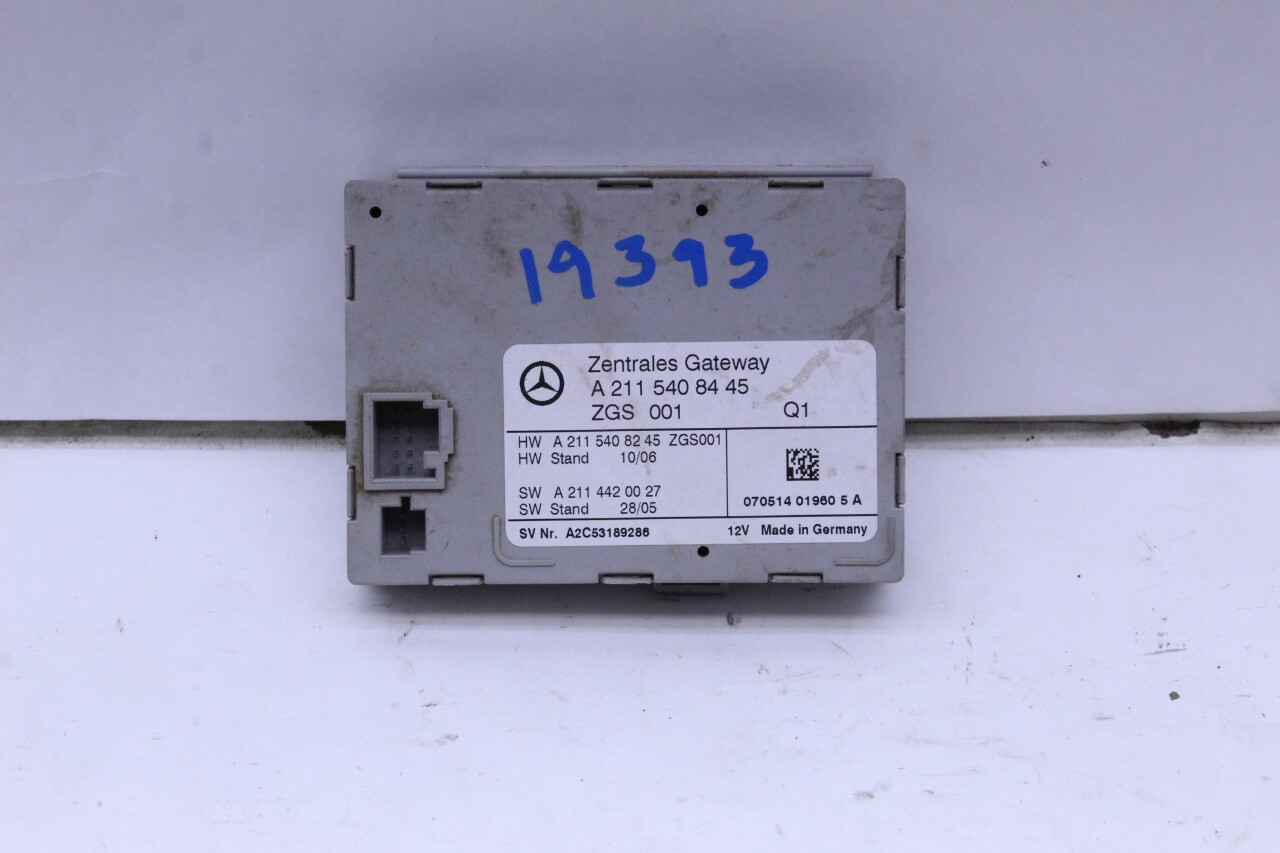 19393
Zentrales Gateway
A 211 540 84 45
ZGS 001 Q1
HW A 211 540 82 45 ZGS001
HW Stand 10/06
SW A 211 442 00 27
SW Stand 28/05
070514 01960 5 A
SV Nr. A2C53189286 12V Made in Germany